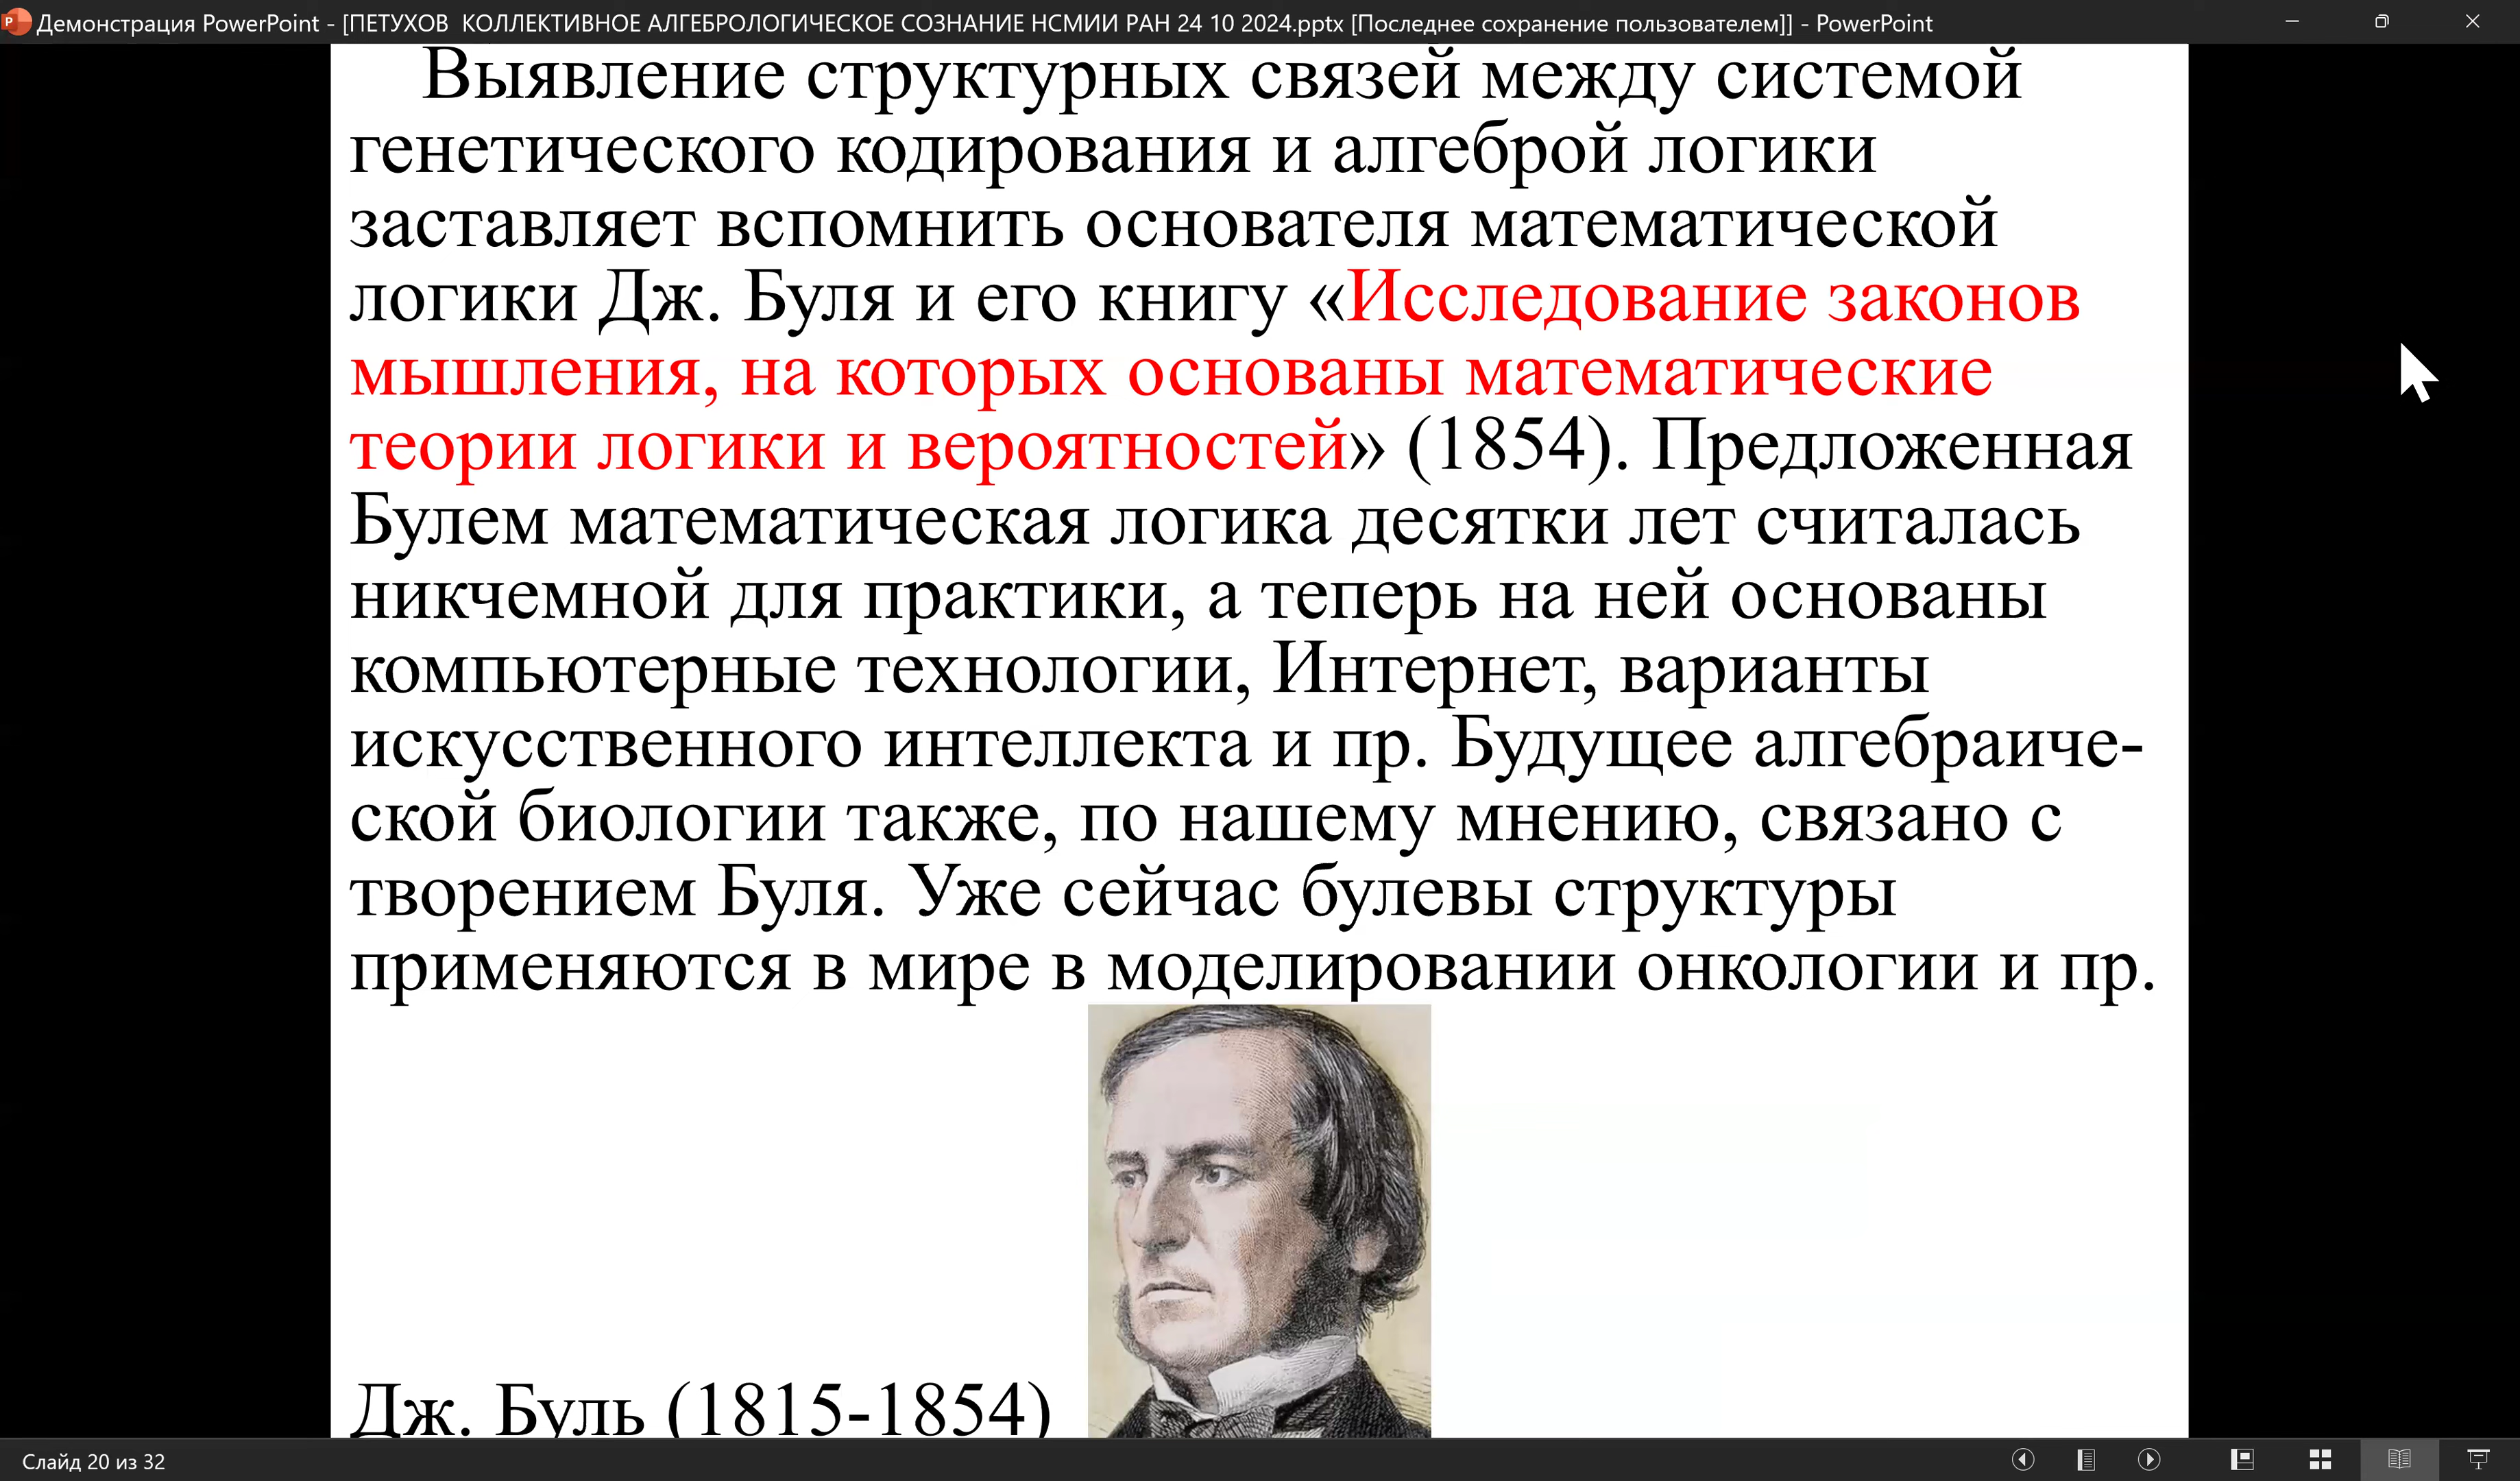 Демонстрация PowerPoint - [ПЕТУХОВ  КОЛЛЕКТИВНОЕ АЛГЕБРОЛОГИЧЕСКОЕ СОЗНАНИЕ НСМИИ РАН 24 10 2024.pptx [Последнее сохранение пользователем]] - PowerPoint
Выявление структурных связей между системой
генетического кодирования и алгеброй логики
заставляет вспомнить основателя математической
логики Дж. Буля и его книгу «Исследование законов
мышления, на которых основаны математические
теории логики и вероятностей» (1854). Предложенная
Булем математическая логика десятки лет считалась
никчемной для практики, а теперь на ней основаны
компьютерные технологии, Интернет, варианты
искусственного интеллекта и пр. Будущее алгебраиче-
ской биологии также, по нашему мнению, связано с
творением Буля. Уже сейчас булевы структуры
применяются в мире в моделировании онкологии и пр.
Дж. Буль (1815-1854)
Слайд 20 из 32